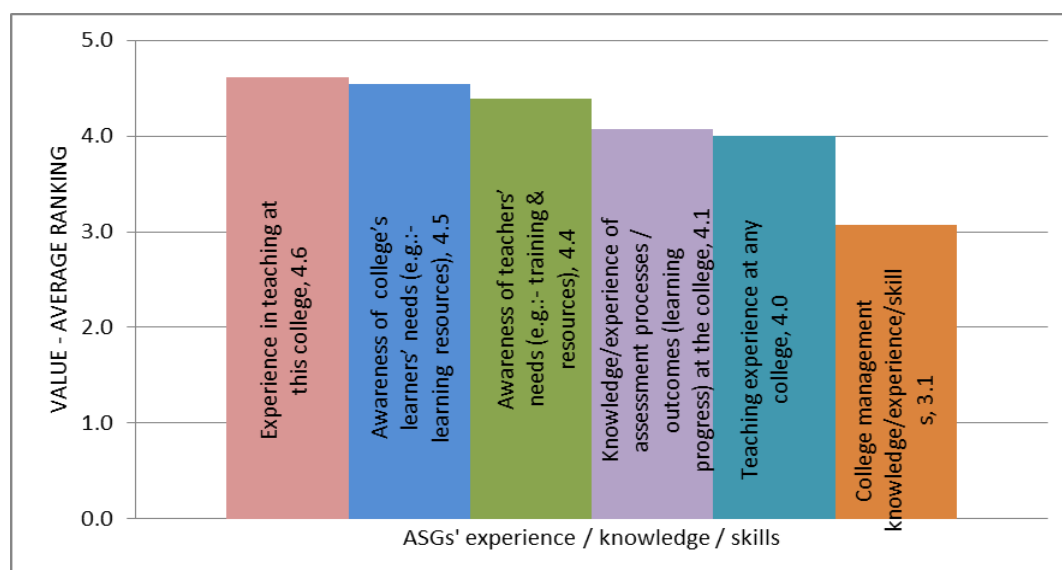 5.0
4.0
3.0
2.0
1.0
0.0
VALUE - AVERAGE RANKING
Experience in teaching at
this college, 4.6
Awareness of college's
learners' needs (e.g.:-
learning resources), 4.5
Awareness of teachers'
needs (e.g.:- training &
resources), 4.4
Knowledge/experience of
assessment processes /
outcomes (learning
progress) at the college, 4.1
Teaching experience at any
college, 4.0
College management
knowledge/experience/skill
s, 3.1
ASGs' experience / knowledge / skills